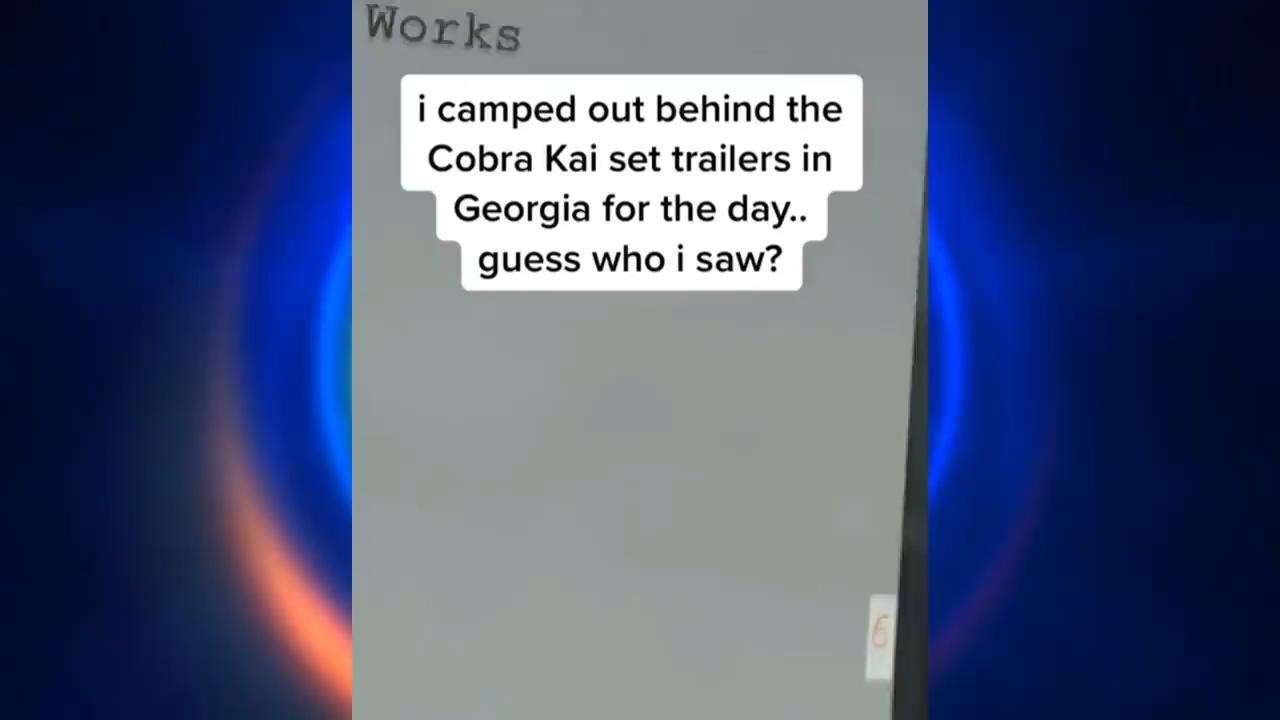 Works
i camped out behind the
Cobra Kai set trailers in
Georgia for the day..
guess who i saw?
6